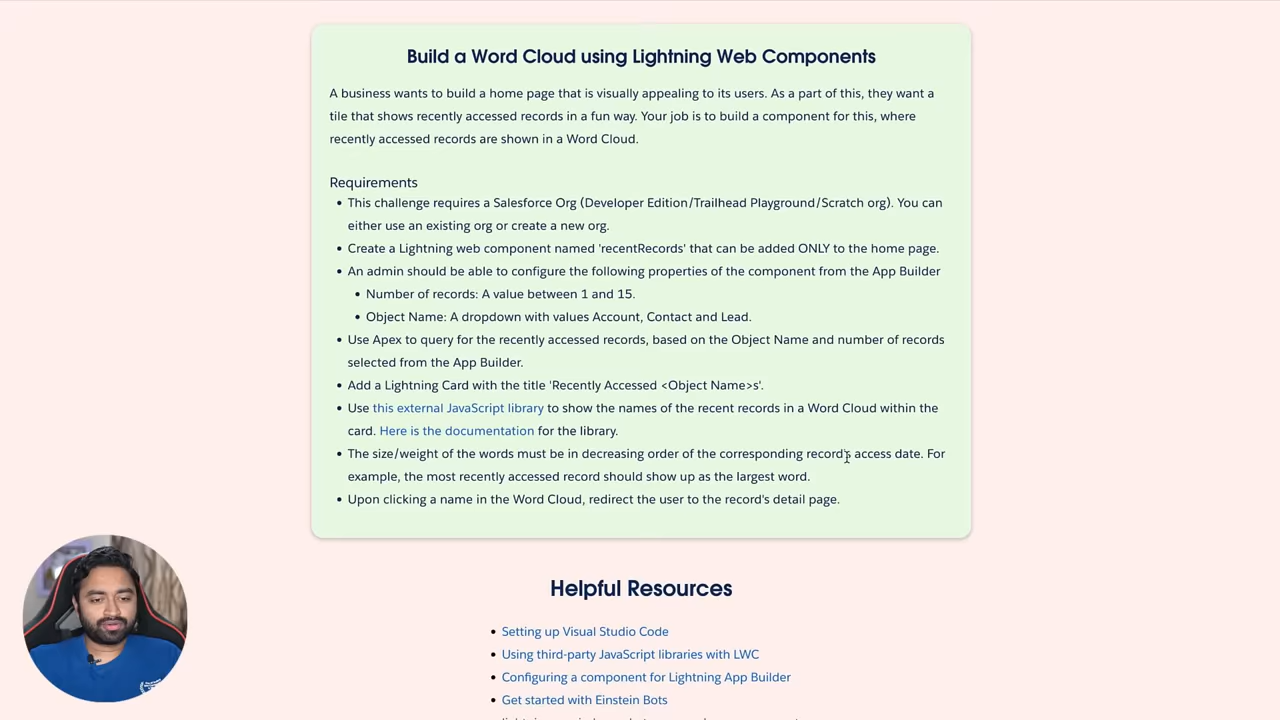 Build a Word Cloud using Lightning Web Components
A business wants to build a home page that is visually appealing to its users. As a part of this, they want a
tile that shows recently accessed records in a fun way. Your job is to build a component for this, where
recently accessed records are shown in a Word Cloud.
Requirements
• This challenge requires a Salesforce Org (Developer Edition/Trailhead Playground/Scratch org). You can
either use an existing org or create a new org.
• Create a Lightning web component named 'recentRecords' that can be added ONLY to the home page.
• An admin should be able to configure the following properties of the component from the App Builder
• Number of records: A value between 1 and 15.
• Object Name: A dropdown with values Account, Contact and Lead.
• Use Apex to query for the recently accessed records, based on the Object Name and number of records
selected from the App Builder.
• Add a Lightning Card with the title 'Recently Accessed <Object Name>s'.
• Use this external JavaScript library to show the names of the recent records in a Word Cloud within the
card. Here is the documentation for the library.
• The size/weight of the words must be in decreasing order of the corresponding record's access date. For
example, the most recently accessed record should show up as the largest word.
• Upon clicking a name in the Word Cloud, redirect the user to the record's detail page.
Helpful Resources
• Setting up Visual Studio Code
• Using third-party JavaScript libraries with LWC
• Configuring a component for Lightning App Builder
• Get started with Einstein Bots